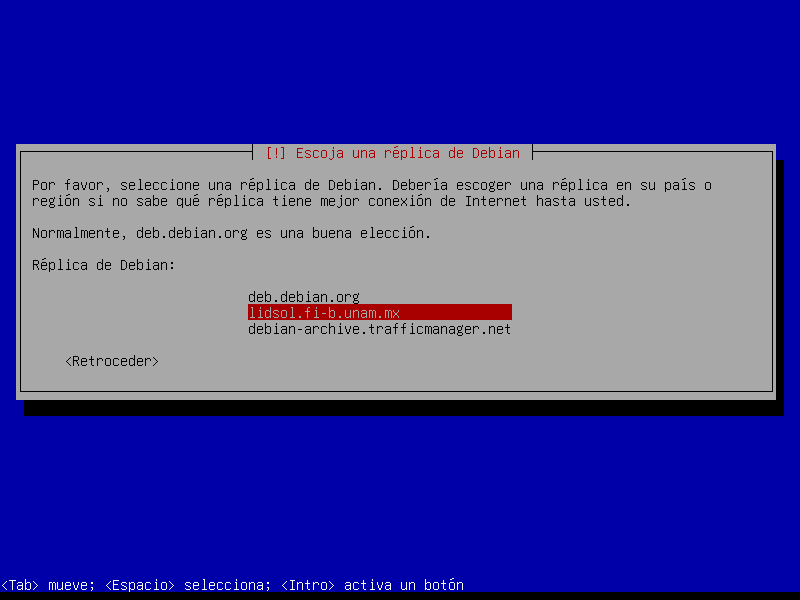 [!] Escoja una réplica de Debian
Por favor, seleccione una réplica de Debian. Debería escoger una réplica en su país o
región si no sabe qué réplica tiene mejor conexión de Internet hasta usted.
Normalmente, deb.debian.org es una buena elección.
Réplica de Debian:
deb.debian.org
lidsol.fi-b.unam.mx
debian-archive.trafficmanager.net
<Retroceder>
<Tab> mueve; <Espacio> selecciona; <Intro> activa un botón